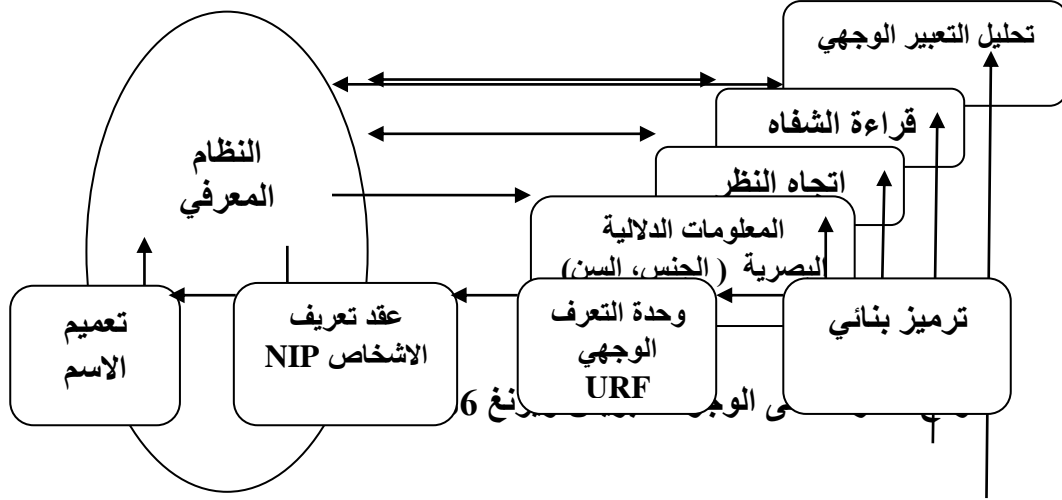 تحليل التعبير الوجهي
قراءة الشفاه
اتجاه النظر
النظام
المعرفي
المعلومات الدلالية
البصرية ( الجنس، السن)
ترميز بنائي
وحدة التعرف
الوجهي
URF
عقد تعريف
الاشخاص NIP
تعميم
الاسم